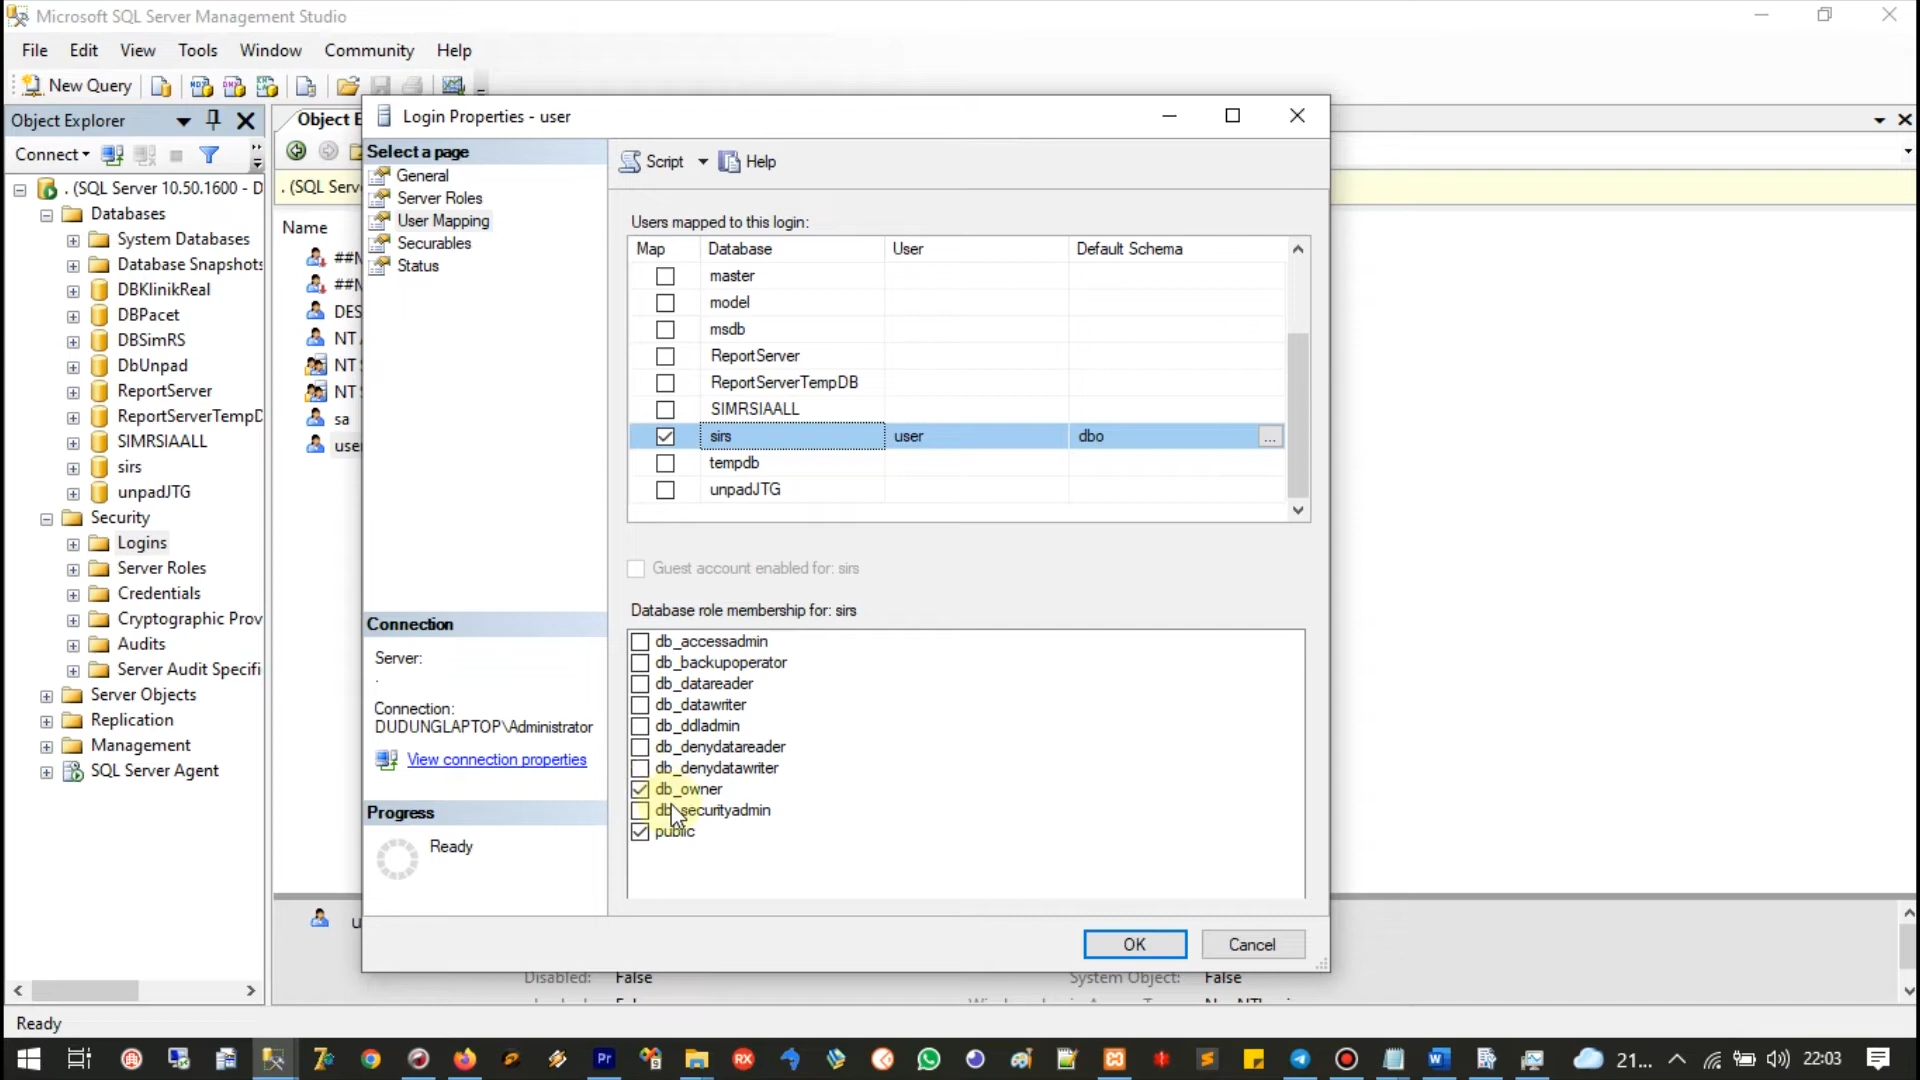 Microsoft SQL Server Management Studio
File Edit View Tools Window Community Help
New Query
Object Explorer
Connect
. (SQL Server 10.50.1600 - D
Databases
System Databases
Database Snapshots
DBKlinikReal
DBPacet
DBSimRS
DbUnpad
ReportServer
ReportServerTempD
SIMRSIAALL
sirs
unpadJTG
Security
Logins
Server Roles
Credentials
Cryptographic Prov
Audits
Server Audit Specifi
Server Objects
Replication
Management
SQL Server Agent
Object E
. (SQL Serv
Name
##M
##M
DES
NT
NT
NT
sa
use
Login Properties - user
Select a page
General
Server Roles
User Mapping
Securables
Status
Connection
Server:
.
Connection:
DUDUNGLAPTOP\Administrator
View connection properties
Progress
Ready
Script Help
Users mapped to this login:
Map Database User Default Schema
master
model
msdb
ReportServer
ReportServerTempDB
SIMRSIAALL
sirs user dbo ...
tempdb
unpadJTG
Guest account enabled for: sirs
Database role membership for: sirs
db_accessadmin
db_backupoperator
db_datareader
db_datawriter
db_ddladmin
db_denydatareader
db_denydatawriter
db_owner
db_securityadmin
public
OK Cancel
Disabled: False System Object: False
Ready
21... 22:03